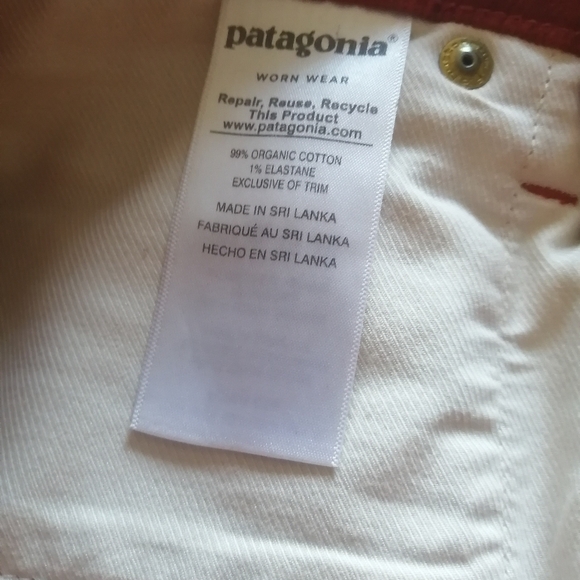 patagonia®
WORN WEAR
Repair, Reuse, Recycle
This Product
www.patagonia.com
99% ORGANIC COTTON
1% ELASTANE
EXCLUSIVE OF TRIM
MADE IN SRI LANKA
FABRIQUÉ AU SRI LANKA
HECHO EN SRI LANKA